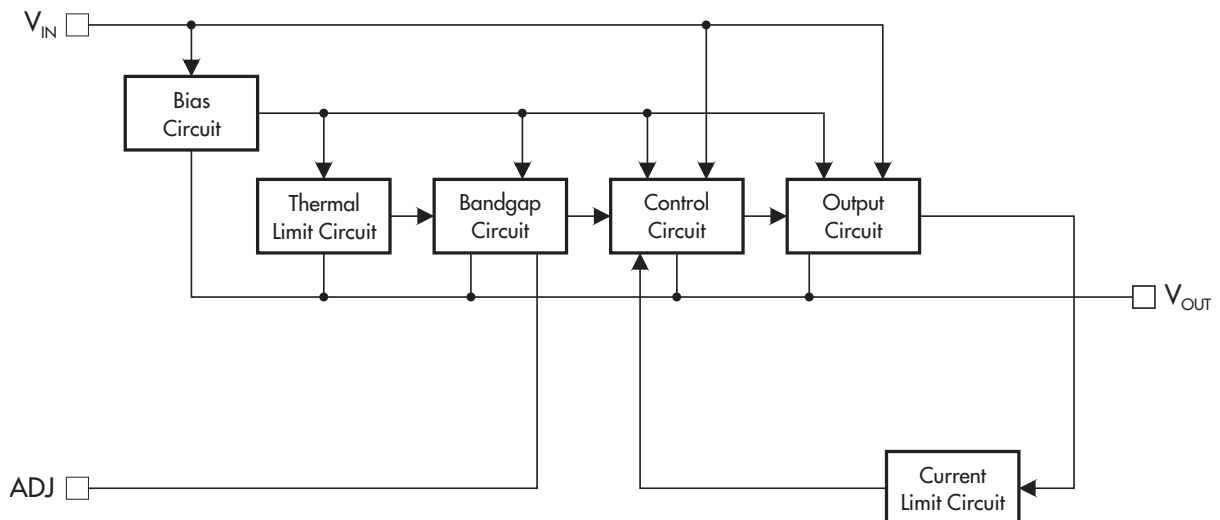 V_IN
Bias
Circuit
Thermal
Limit Circuit
Bandgap
Circuit
Control
Circuit
Output
Circuit
V_OUT
ADJ
Current
Limit Circuit